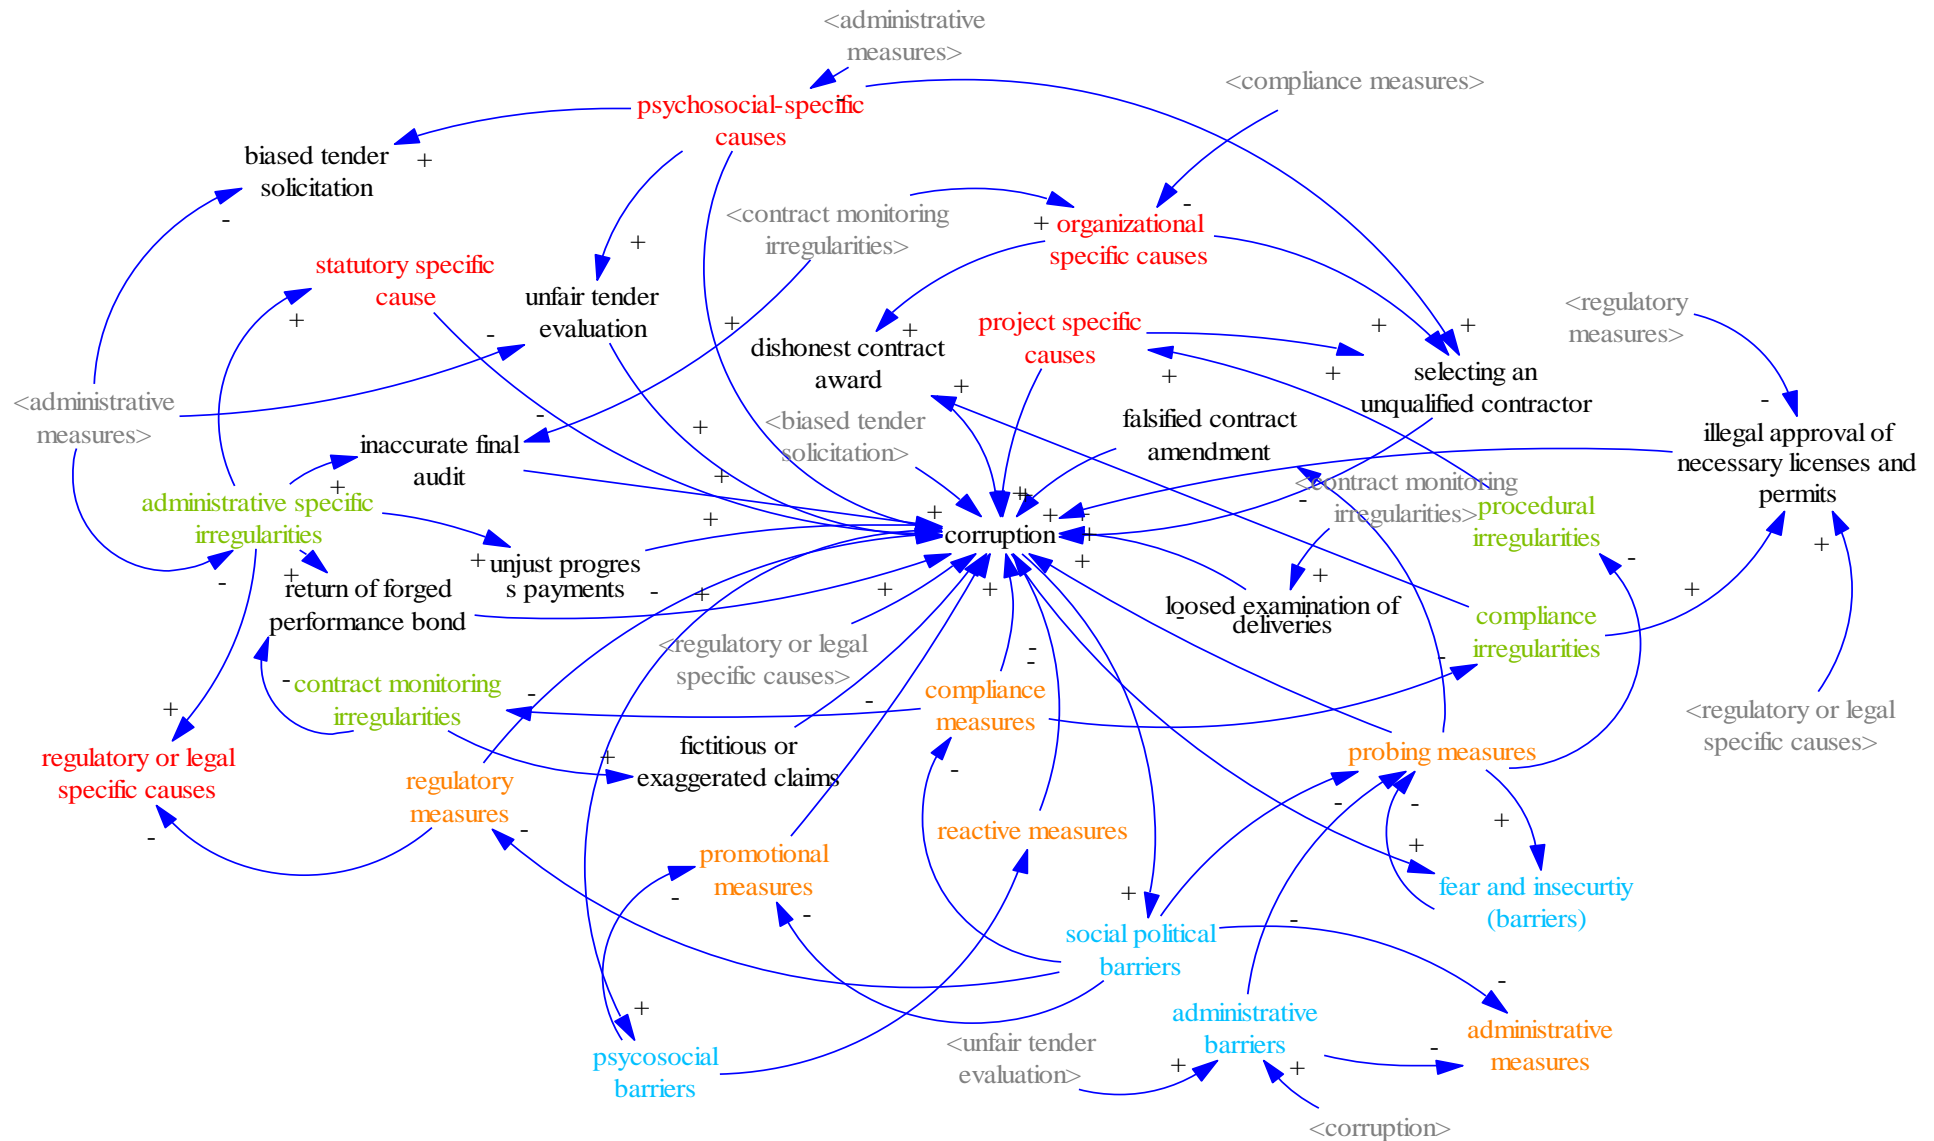 <administrative
measures>
<compliance measures>
psychosocial-specific
causes
biased tender
solicitation
<contract monitoring
irregularities>
organizational
specific causes
statutory specific
cause
unfair tender
evaluation
<regulatory
measures>
project specific
causes
dishonest contract
award
selecting an
unqualified contractor
<administrative
measures>
<biased tender
solicitation>
falsified contract
amendment
inaccurate final
audit
illegal approval of
necessary licenses and
permits
<contract monitoring
irregularities>
administrative specific
irregularities
procedural
irregularities
corruption
unjust progres
s payments
return of forged
performance bond
loosed examination of
deliveries
compliance
irregularities
<regulatory or legal
specific causes>
contract monitoring
irregularities
compliance
measures
<regulatory or legal
specific causes>
regulatory or legal
specific causes
fictitious or
exaggerated claims
probing measures
regulatory
measures
reactive measures
promotional
measures
fear and insecurtiy
(barriers)
social political
barriers
administrative
barriers
administrative
measures
psycosocial
barriers
<unfair tender
evaluation>
<corruption>